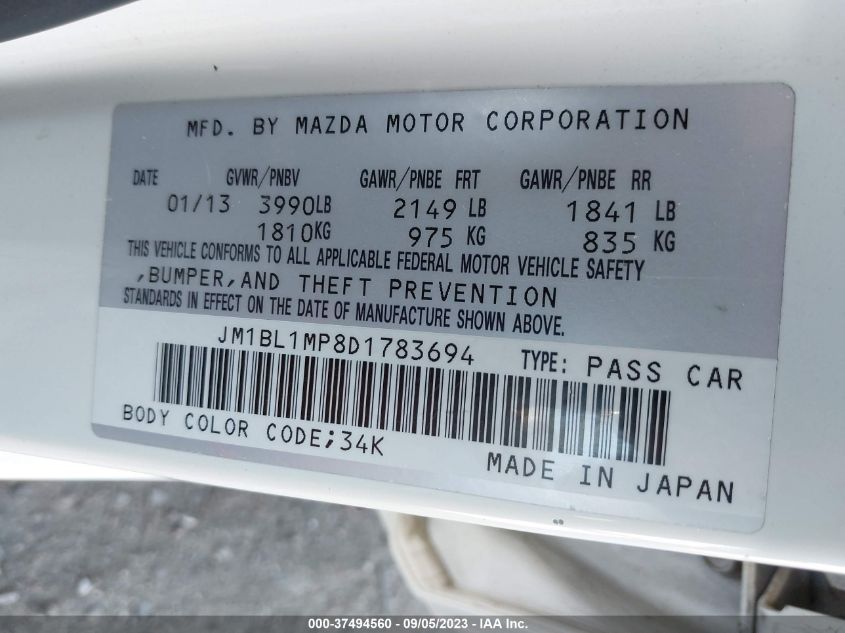 MFD. BY MAZDA MOTOR CORPORATION
DATE GVWR/PNBV GAWR/PNBE FRT GAWR/PNBE RR
01/13 3990LB 2149 LB 1841 LB
1810KG 975 KG 835 KG
THIS VEHICLE CONFORMS TO ALL APPLICABLE FEDERAL MOTOR VEHICLE SAFETY
,BUMPER,AND THEFT PREVENTION
STANDARDS IN EFFECT ON THE DATE OF MANUFACTURE SHOWN ABOVE.
JM1BL1MP8D1783694 TYPE: PASS CAR
BODY COLOR CODE;34K
MADE IN JAPAN
000-37494560 - 09/05/2023 - IAA Inc.